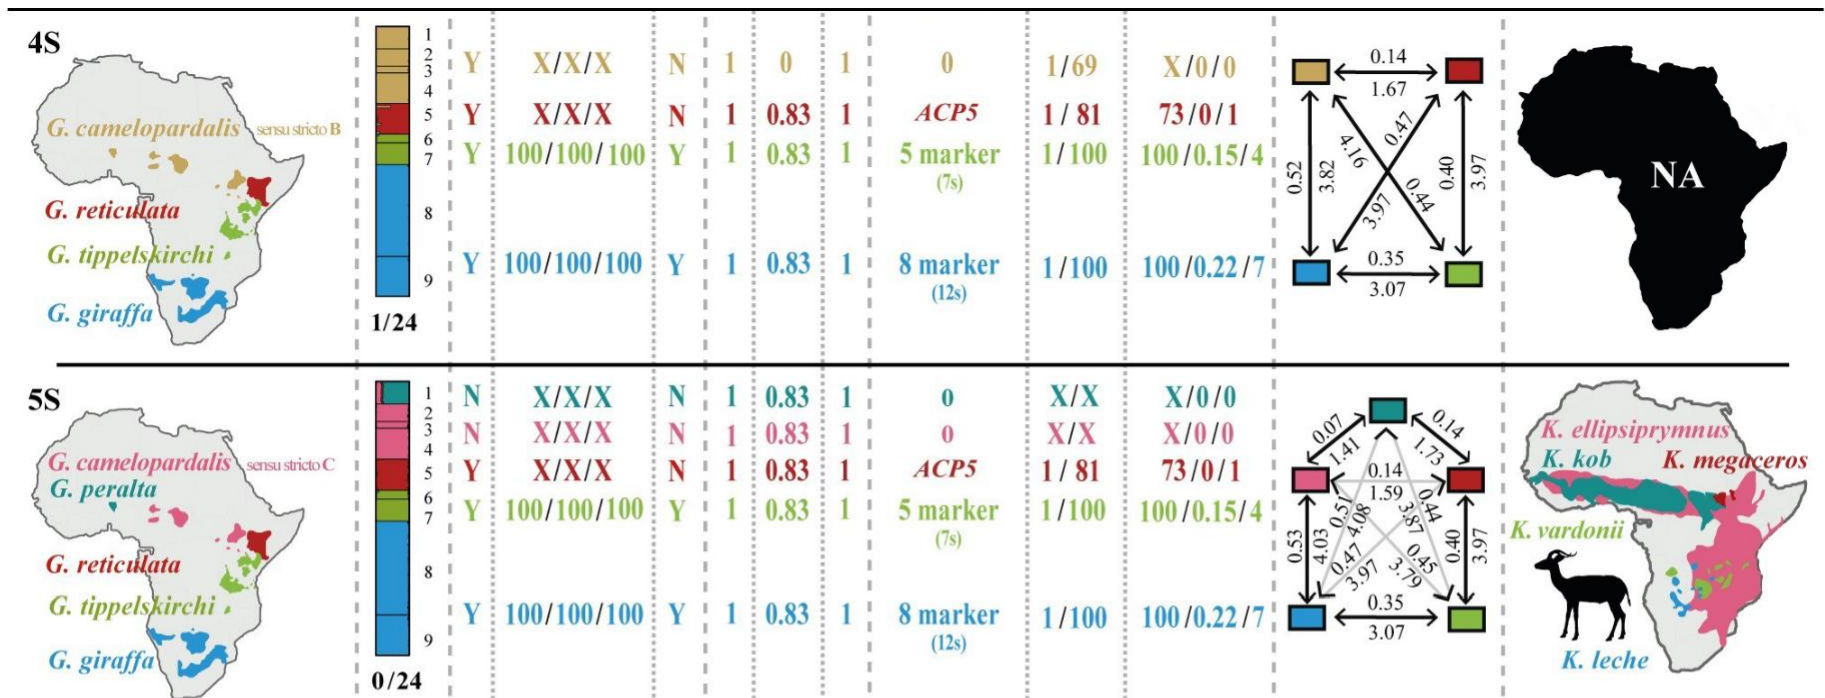 4S
G. camelopardalis sensu stricto B
G. reticulata
G. tippelskirchi
G. giraffa
1
2
3
4
5
6
7
8
9
1/24
Y X/X/X N 1 0 1 0 1/69 X/0/0
Y X/X/X N 1 0.83 1 ACP5 1/81 73/0/1
Y 100/100/100 Y 1 0.83 1 5 marker 1/100 100/0.15/4
(7s)
Y 100/100/100 Y 1 0.83 1 8 marker 1/100 100/0.22/7
(12s)
0.14
1.67
0.47
4.16
0.52
3.82
0.40
3.97
0.44
3.97
0.35
3.07
NA
5S
G. camelopardalis sensu stricto C
G. peralta
G. reticulata
G. tippelskirchi
G. giraffa
1
2
3
4
5
6
7
8
9
0/24
N X/X/X N 1 0.83 1 0 X/X X/0/0
N X/X/X N 1 0.83 1 0 X/X X/0/0
Y X/X/X N 1 0.83 1 ACP5 1/81 73/0/1
Y 100/100/100 Y 1 0.83 1 5 marker 1/100 100/0.15/4
(7s)
Y 100/100/100 Y 1 0.83 1 8 marker 1/100 100/0.22/7
(12s)
0.07
1.41
0.14
1.73
0.14
1.59
0.51
4.08
3.87
0.44
0.53
4.03
0.47
3.97
0.45
3.79
0.40
3.97
0.35
3.07
K. ellipsiprymnus
K. kob K. megaceros
K. vardonii
K. leche